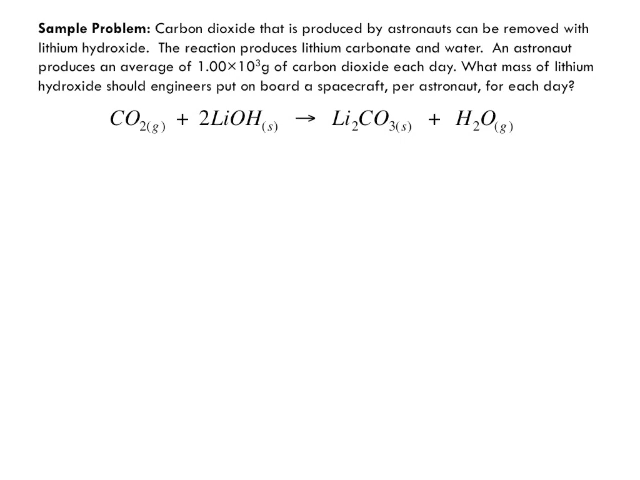 Sample Problem: Carbon dioxide that is produced by astronauts can be removed with
lithium hydroxide. The reaction produces lithium carbonate and water. An astronaut
produces an average of 1.00×10³g of carbon dioxide each day. What mass of lithium
hydroxide should engineers put on board a spacecraft, per astronaut, for each day?
CO₂₍g₎ + 2LiOH₍s₎ → Li₂CO₃₍s₎ + H₂O₍g₎